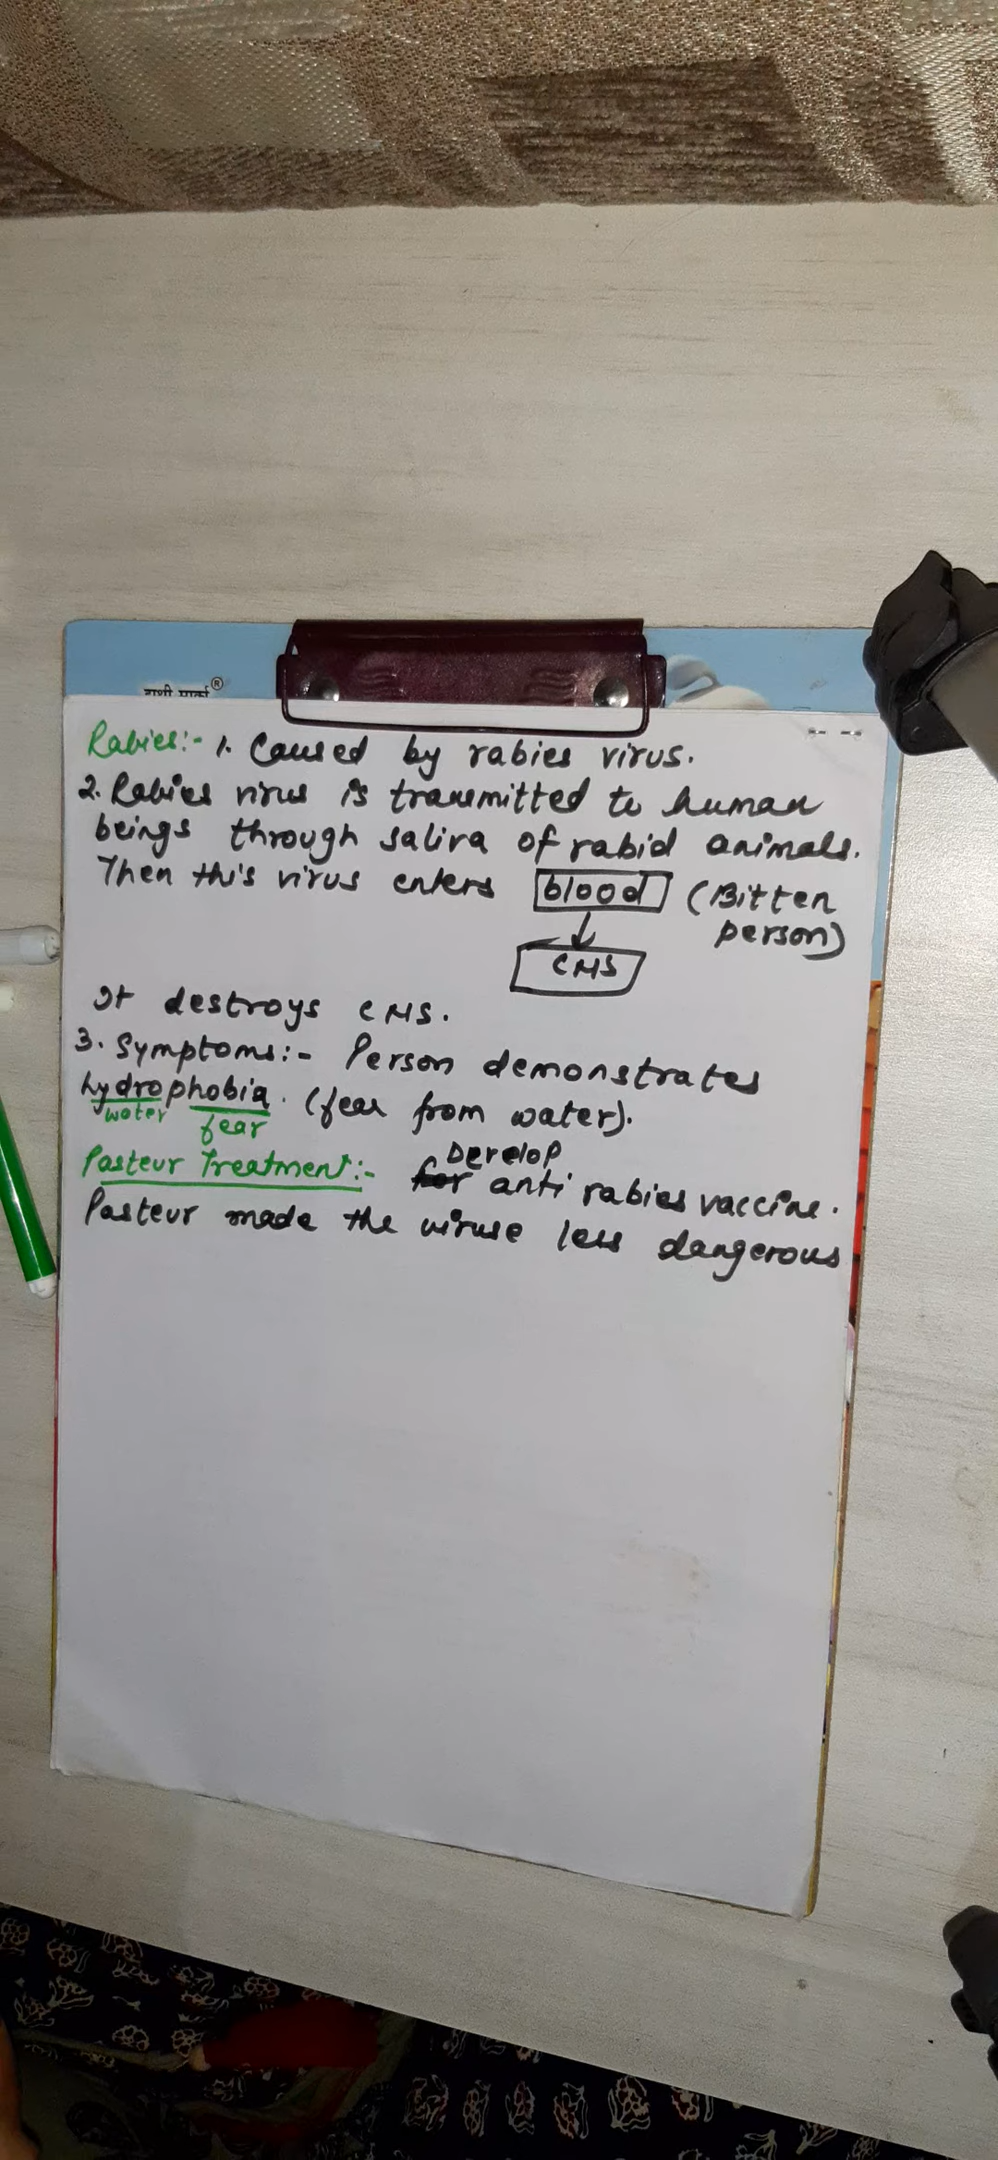 हाथी मार्का®
Rabies:- 1. Caused by rabies virus.
2. Rabies virus is transmitted to human
beings through saliva of rabid animals.
Then this virus enters blood (Bitten
person)
CNS
It destroys CNS.
3. Symptoms:- Person demonstrates
hydrophobia. (fear from water).
water fear
Develop
Pasteur Treatment:- for anti rabies vaccine.
Pasteur made the viruse less dangerous